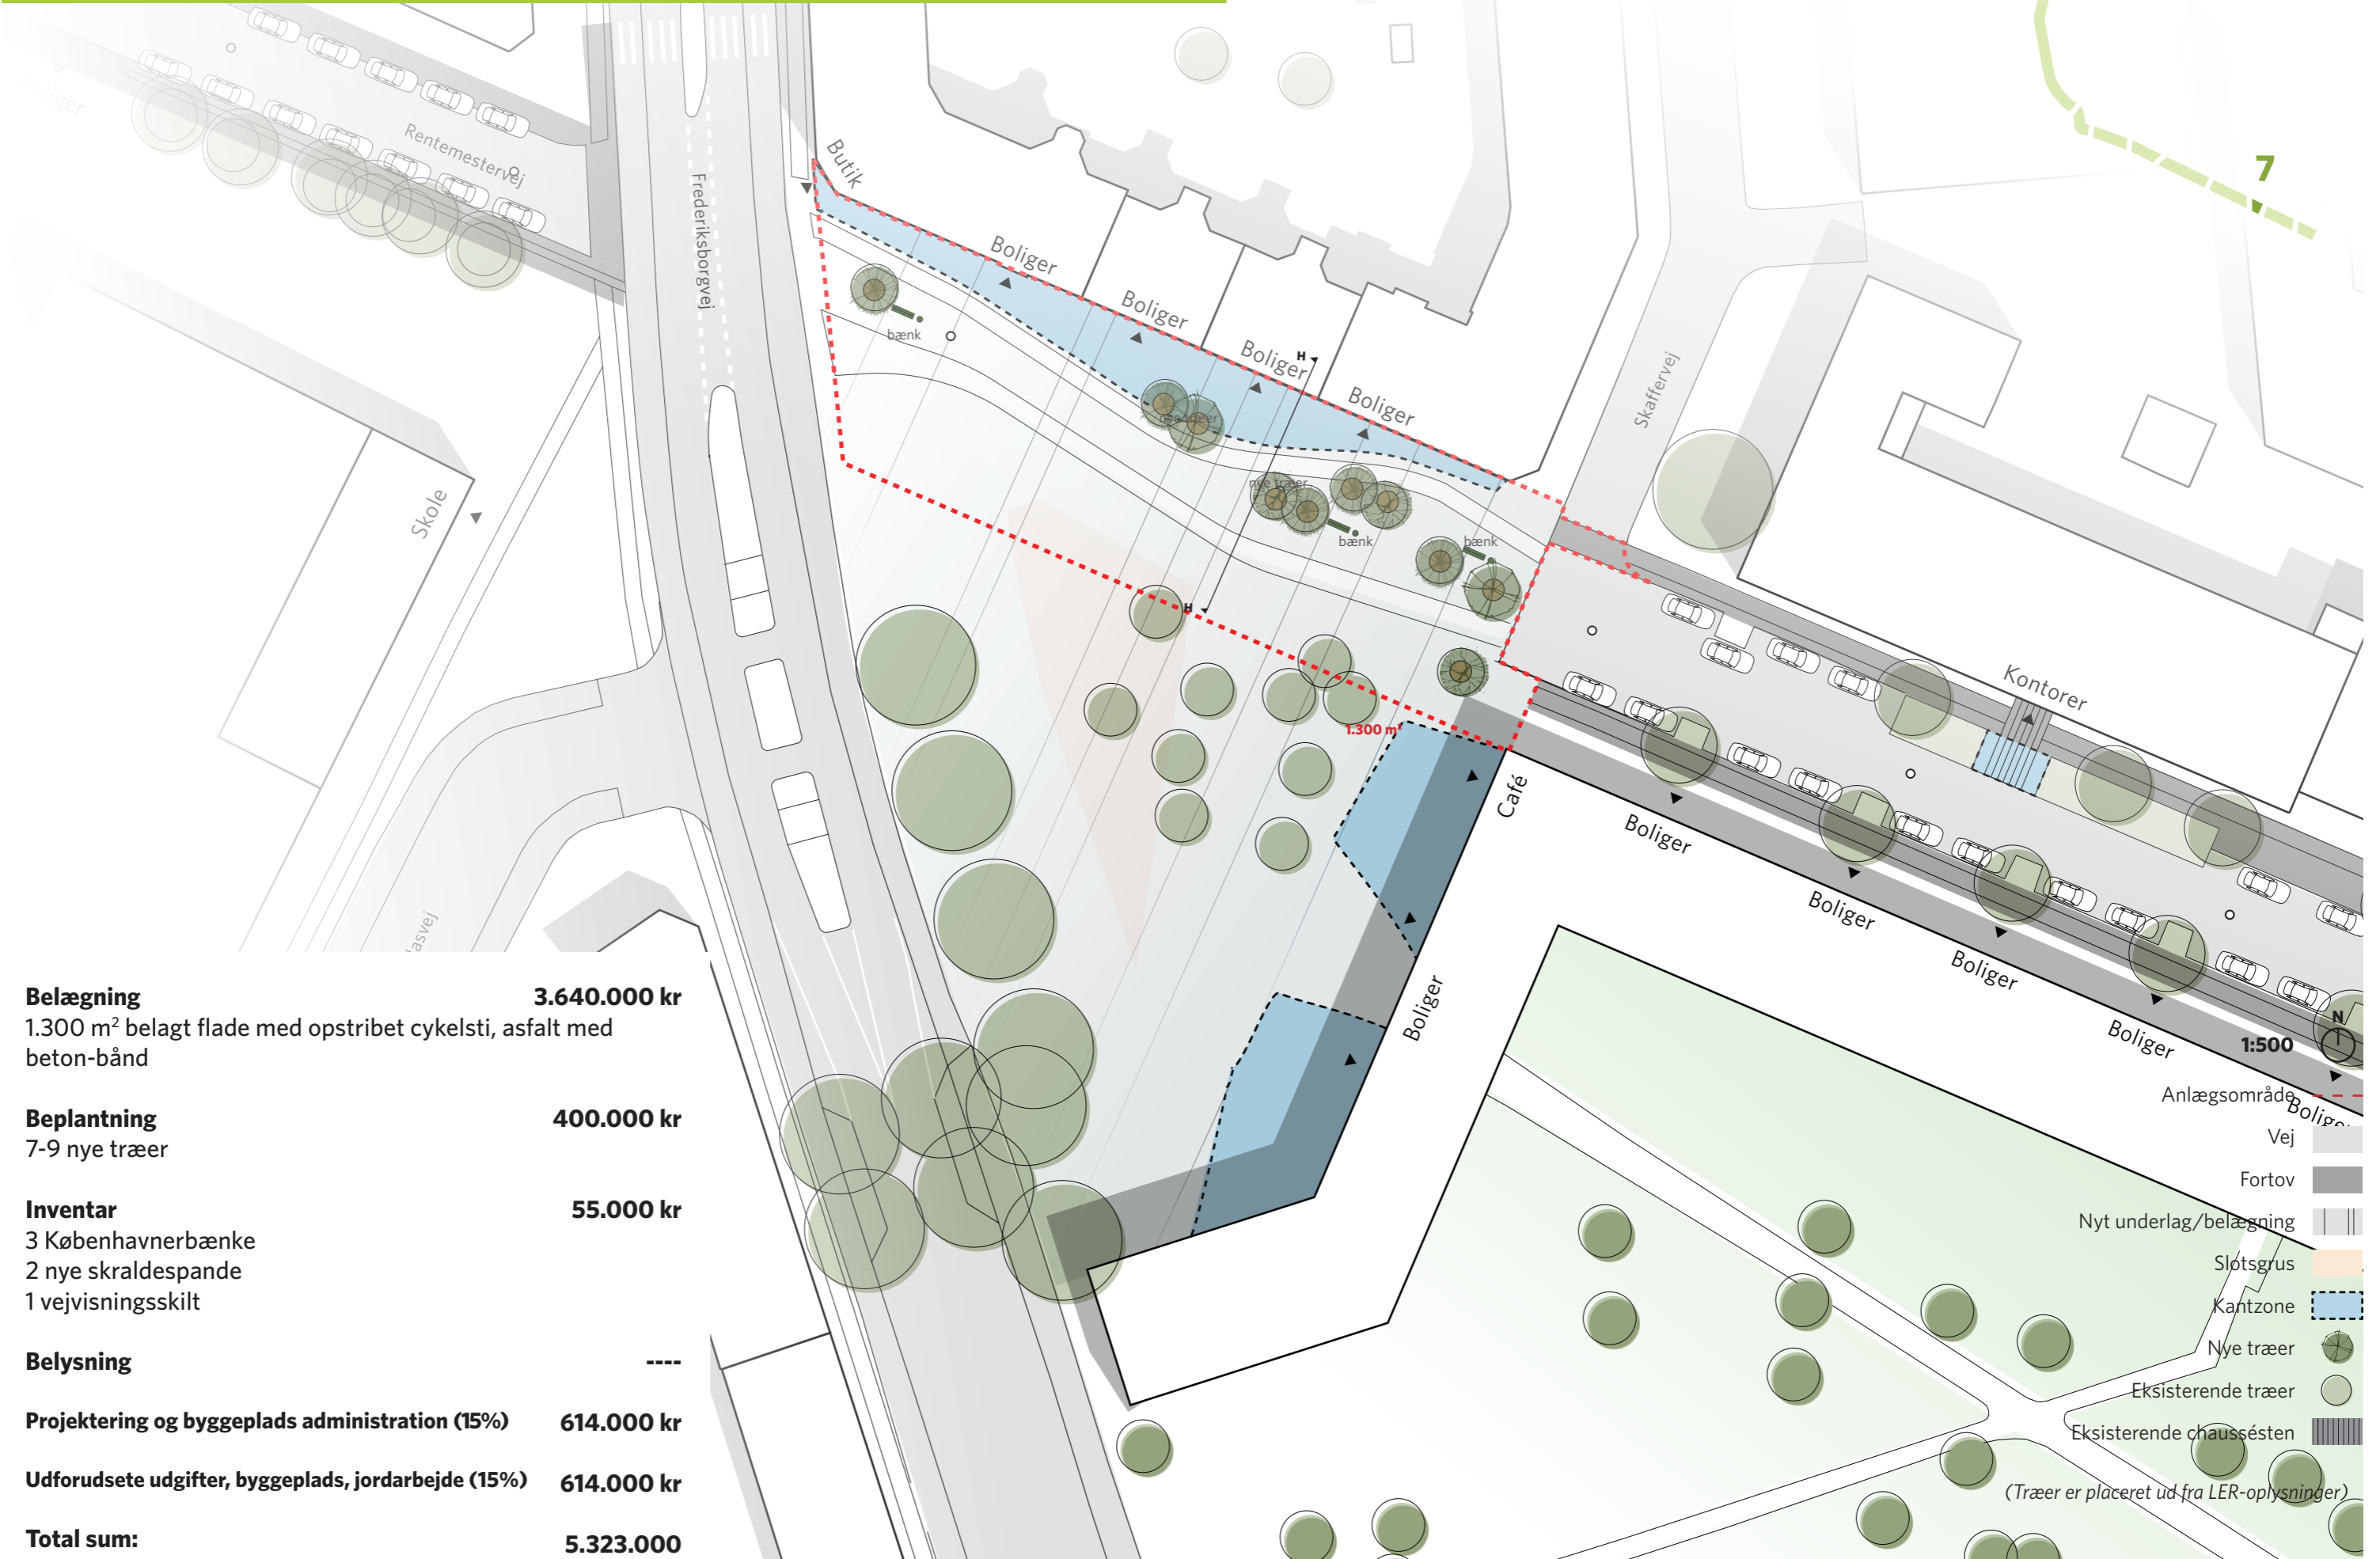 Boliger
Rentemestervej
Frederiksborgvej
Butik
Boliger
Boliger
Boliger
Boliger
H
bænk
nye træer
bænk
bænk
H
1.300 m²
Skaffervej
7
Skole
Kontorer
Café
Boliger
Boliger
Boliger
Boliger
Boliger
Boliger
Belægning 3.640.000 kr
1.300 m² belagt flade med opstribet cykelsti, asfalt med
beton-bånd
Beplantning 400.000 kr
7-9 nye træer
Inventar 55.000 kr
3 Københavnerbænke
2 nye skraldespande
1 vejvisningsskilt
Belysning ----
Projektering og byggeplads administration (15%) 614.000 kr
Udforudsete udgifter, byggeplads, jordarbejde (15%) 614.000 kr
Total sum: 5.323.000
N
1:500
Anlægsområde
Vej
Fortov
Nyt underlag/belægning
Slotsgrus
Kantzone
Nye træer
Eksisterende træer
Eksisterende chaussésten
(Træer er placeret ud fra LER-oplysninger)